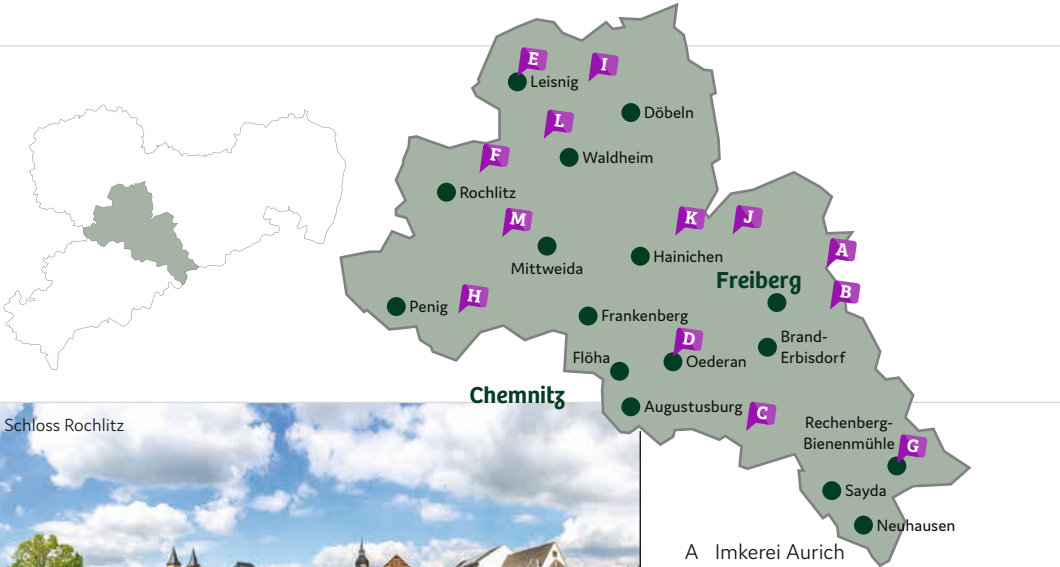 E
Leisnig
I
Döbeln
L
Waldheim
F
Rochlitz
M
Mittweida
K
J
Hainichen
A
Freiberg
B
Penig
H
Frankenberg
D
Oederan
Brand-
Erbisdorf
Flöha
Chemnitz
Augustusburg
C
Rechenberg-
Bienenmühle
G
Sayda
Neuhausen
Schloss Rochlitz
A Imkerei Aurich